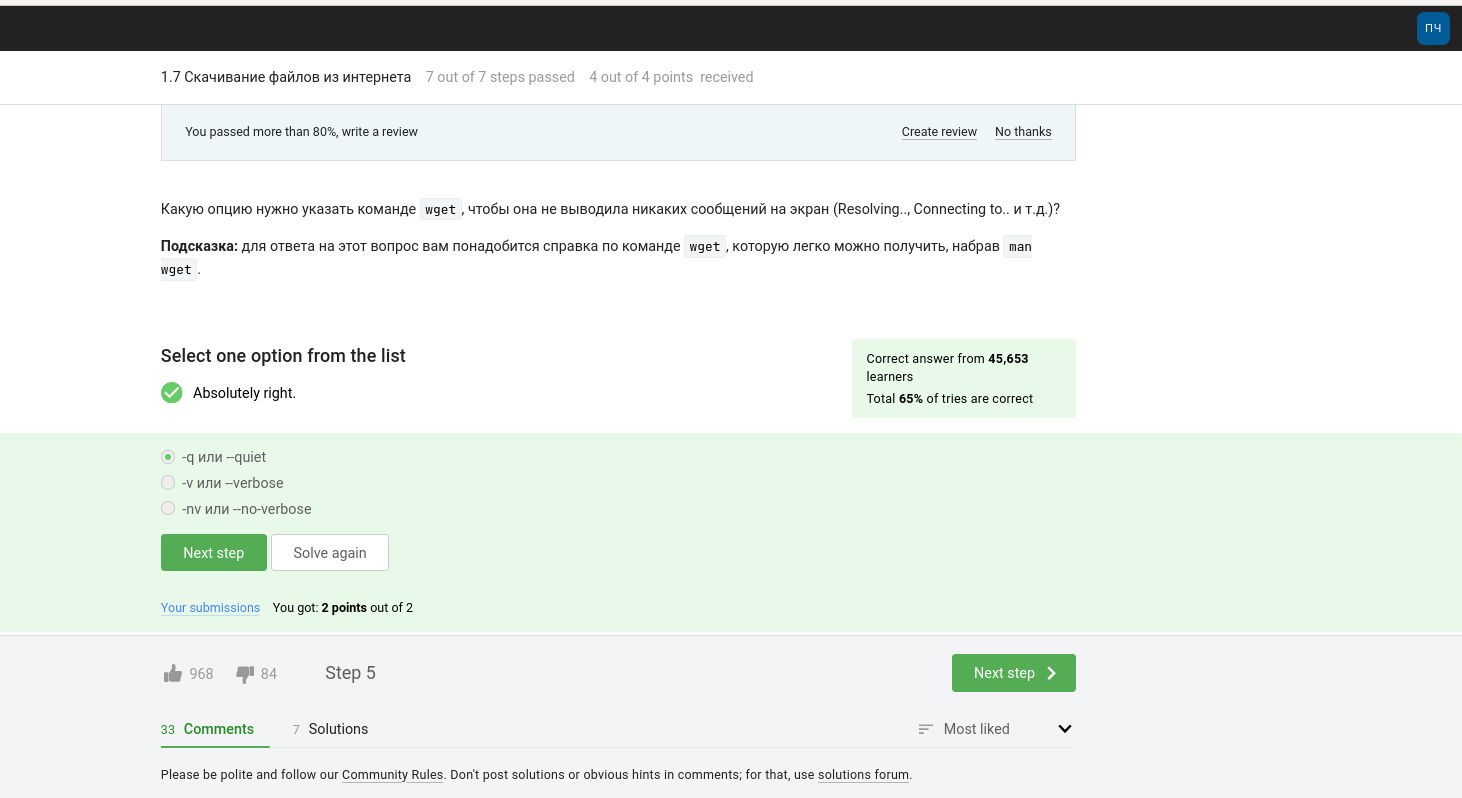 ПЧ
1.7 Скачивание файлов из интернета 7 out of 7 steps passed 4 out of 4 points received
You passed more than 80%, write a review Create review No thanks
Какую опцию нужно указать команде wget, чтобы она не выводила никаких сообщений на экран (Resolving.., Connecting to.. и т.д.)?
Подсказка: для ответа на этот вопрос вам понадобится справка по команде wget, которую легко можно получить, набрав man
wget.
Select one option from the list
Absolutely right.
Correct answer from 45,653
learners
Total 65% of tries are correct
-q или --quiet
-v или --verbose
-nv или --no-verbose
Next step Solve again
Your submissions You got: 2 points out of 2
968 84 Step 5 Next step
33 Comments 7 Solutions Most liked
Please be polite and follow our Community Rules. Don't post solutions or obvious hints in comments; for that, use solutions forum.